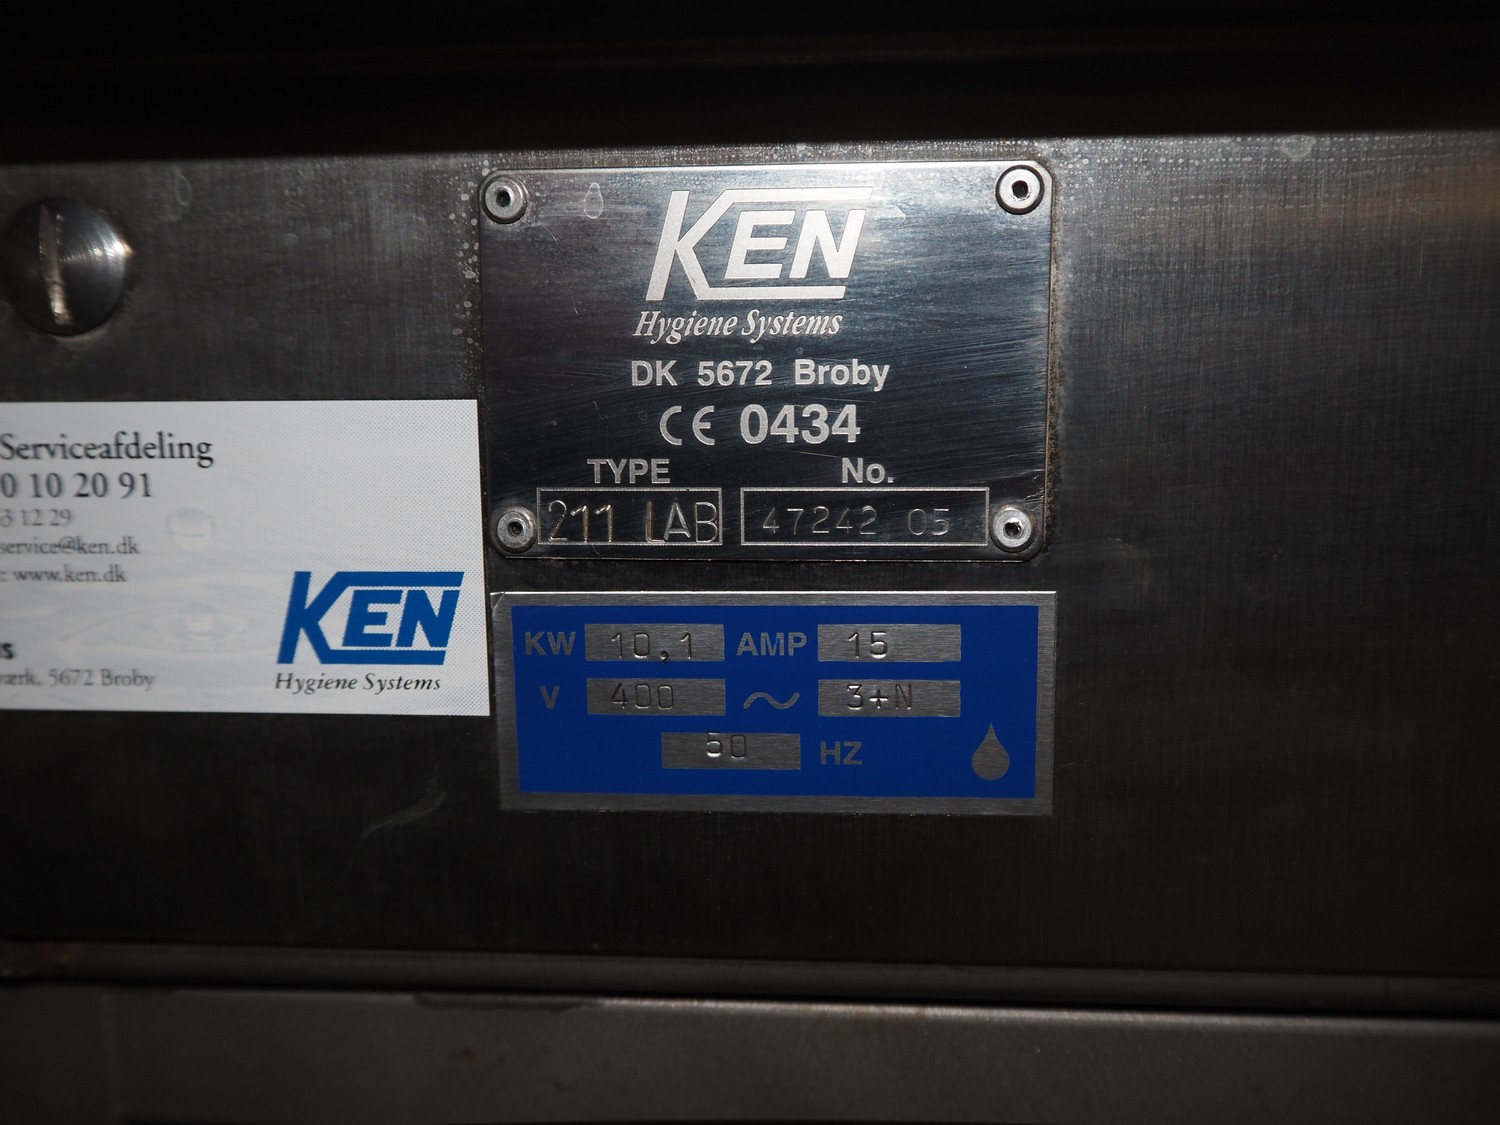 KEN
Hygiene Systems
DK 5672 Broby
CE 0434
TYPE No.
211 LAB 47242 05
KW 10,1 AMP 15
V 400 ~ 3+N
50 HZ
Serviceafdeling
0 10 20 91
3 12 29
service@ken.dk
www.ken.dk
5672 Broby
KEN
Hygiene Systems